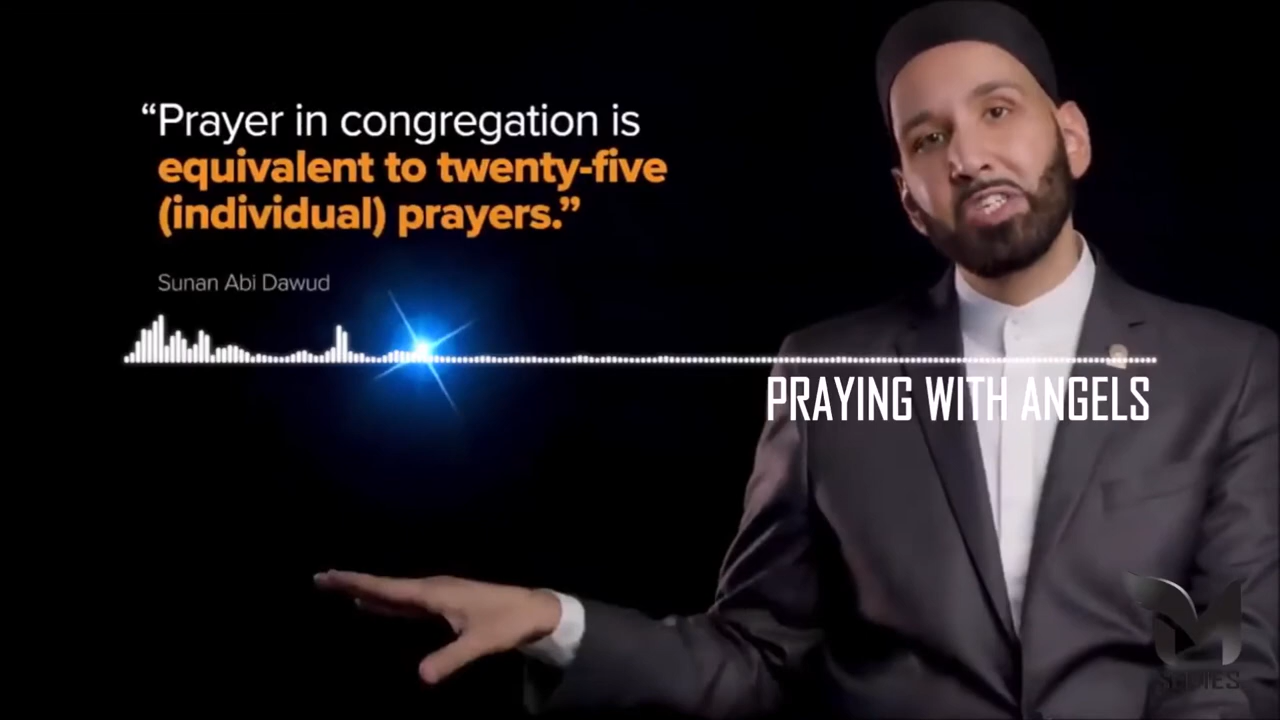 “Prayer in congregation is
equivalent to twenty-five
(individual) prayers.”
Sunan Abi Dawud
PRAYING WITH ANGELS